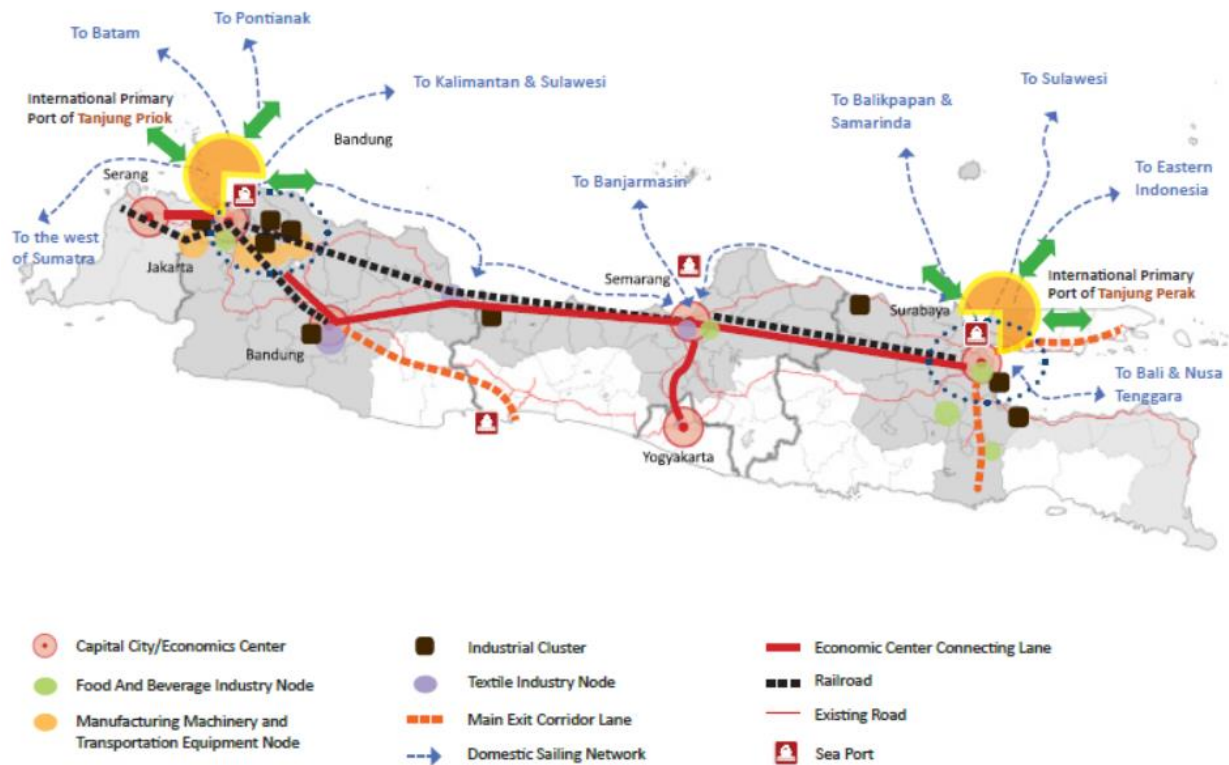 To Pontianak
To Batam
To Kalimantan & Sulawesi
To Sulawesi
International Primary
Port of Tanjung Priok
To Balikpapan &
Samarinda
Bandung
Serang
To Banjarmasin
To Eastern
Indonesia
To the west
of Sumatra
Jakarta
Semarang
International Primary
Port of Tanjung Perak
Surabaya
Bandung
To Bali & Nusa
Tenggara
Yogyakarta
Capital City/Economics Center
Industrial Cluster
Economic Center Connecting Lane
Food And Beverage Industry Node
Textile Industry Node
Railroad
Manufacturing Machinery and
Transportation Equipment Node
Main Exit Corridor Lane
Existing Road
Domestic Sailing Network
Sea Port